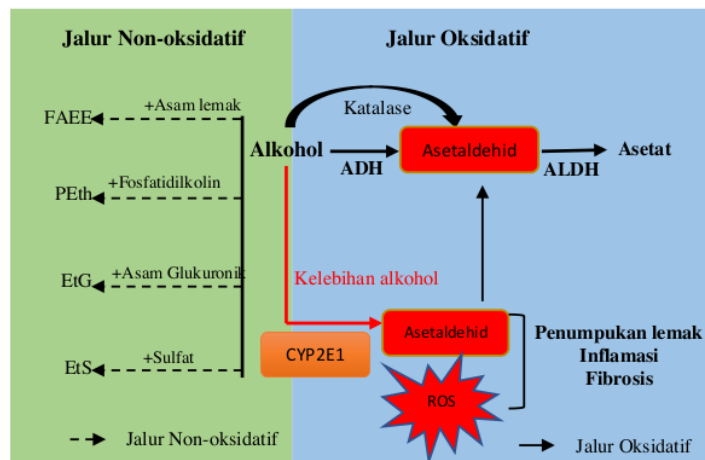 Jalur Non-oksidatif
Jalur Oksidatif
FAEE
+Asam lemak
PEth
+Fosfatidilkolin
EtG
+Asam Glukuronik
EtS
+Sulfat
Jalur Non-oksidatif
Katalase
Alkohol
ADH
Asetaldehid
ALDH
Asetat
Kelebihan alkohol
CYP2E1
Asetaldehid
ROS
Penumpukan lemak
Inflamasi
Fibrosis
Jalur Oksidatif